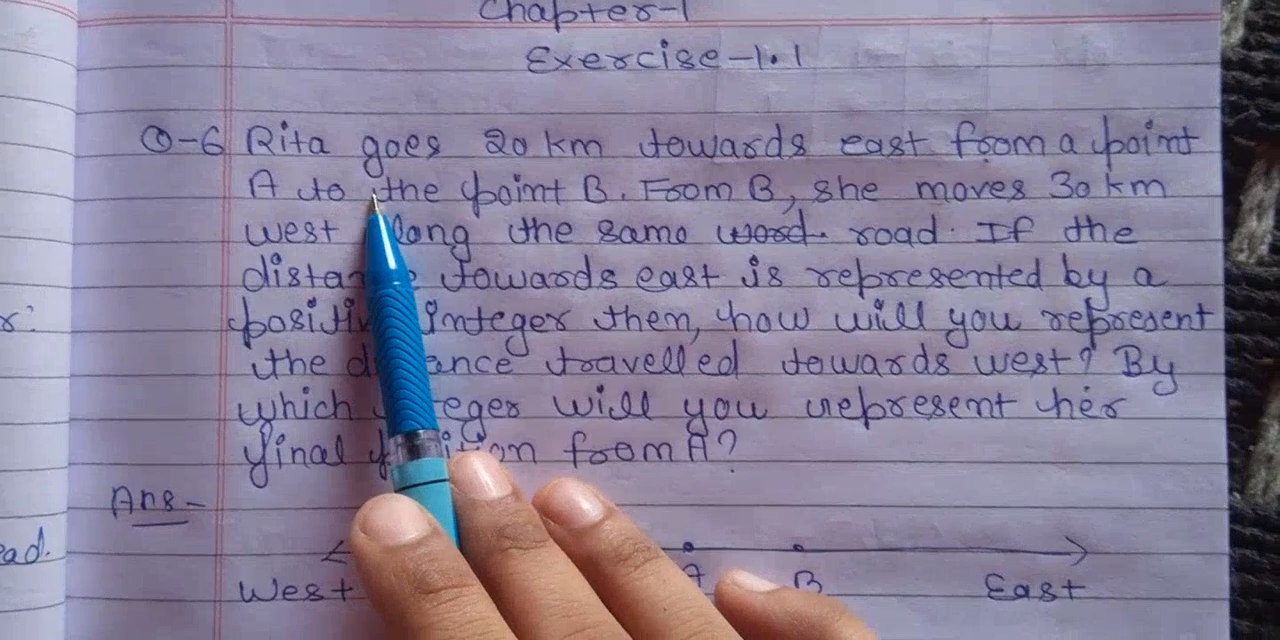 Chapter-1
Exercise-1.1
Q-6 Rita goes 20 km towards east from a point
A to the point B. From B, she moves 30 km
west along the same word road. If the
towards east is represented by a
integer then, how will you represent
the travelled towards west? By
which will you represent her
final from A?
Ans-
A B
West East
ad.